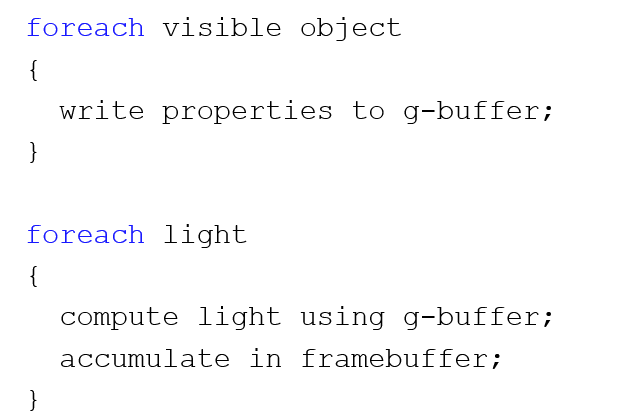 foreach visible object
{
  write properties to g-buffer;
}

foreach light
{
  compute light using g-buffer;
  accumulate in framebuffer;
}